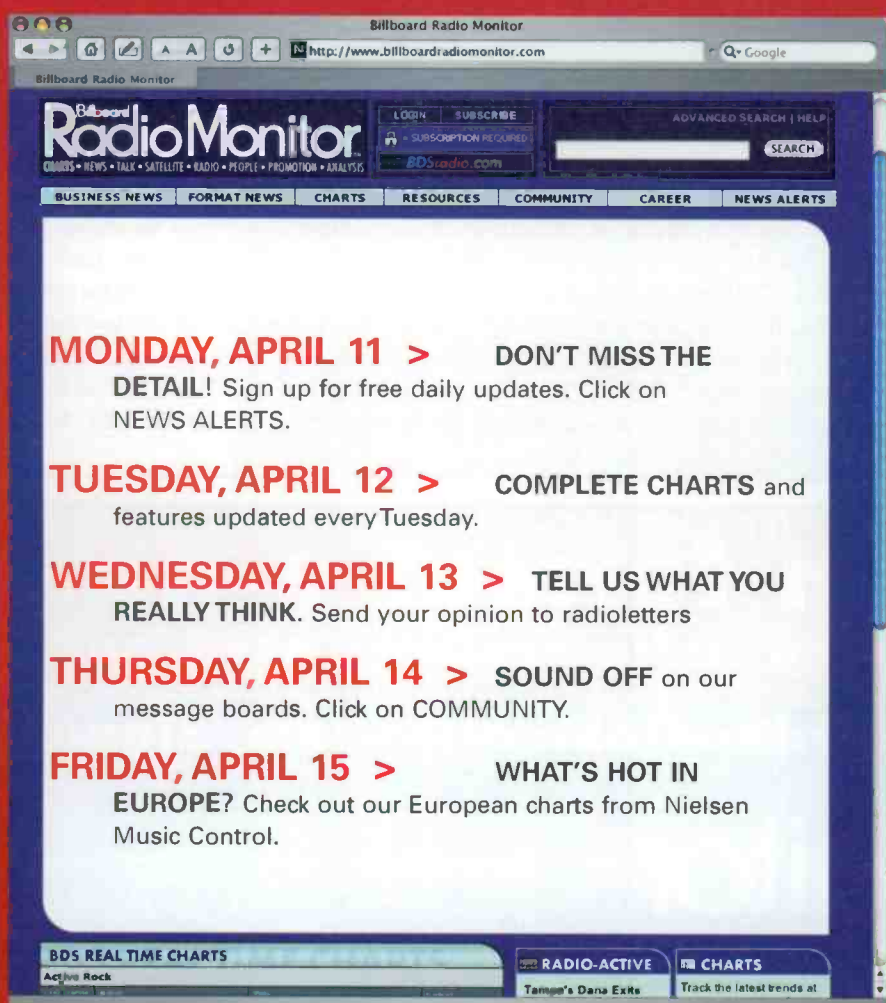 Billboard Radio Monitor
A A + http://www.billboardradiomonitor.com Q Google
Billboard Radio Monitor
Billboard
RadioMonitor
CHARTS • NEWS • TALK • SATELLITE • RADIO • PEOPLE • PROMOTION • ANALYSIS
LOGIN SUBSCRIBE
= SUBSCRIPTION REQUIRED
BDSradio.com
ADVANCED SEARCH | HELP
SEARCH
BUSINESS NEWS FORMAT NEWS CHARTS RESOURCES COMMUNITY CAREER NEWS ALERTS
MONDAY, APRIL 11 > DON'T MISS THE
DETAIL! Sign up for free daily updates. Click on
NEWS ALERTS.
TUESDAY, APRIL 12 > COMPLETE CHARTS and
features updated every Tuesday.
WEDNESDAY, APRIL 13 > TELL US WHAT YOU
REALLY THINK. Send your opinion to radioletters
THURSDAY, APRIL 14 > SOUND OFF on our
message boards. Click on COMMUNITY.
FRIDAY, APRIL 15 > WHAT'S HOT IN
EUROPE? Check out our European charts from Nielsen
Music Control.
BDS REAL TIME CHARTS
Active Rock
RADIO-ACTIVE
Tampa's Dana Exits
CHARTS
Track the latest trends at